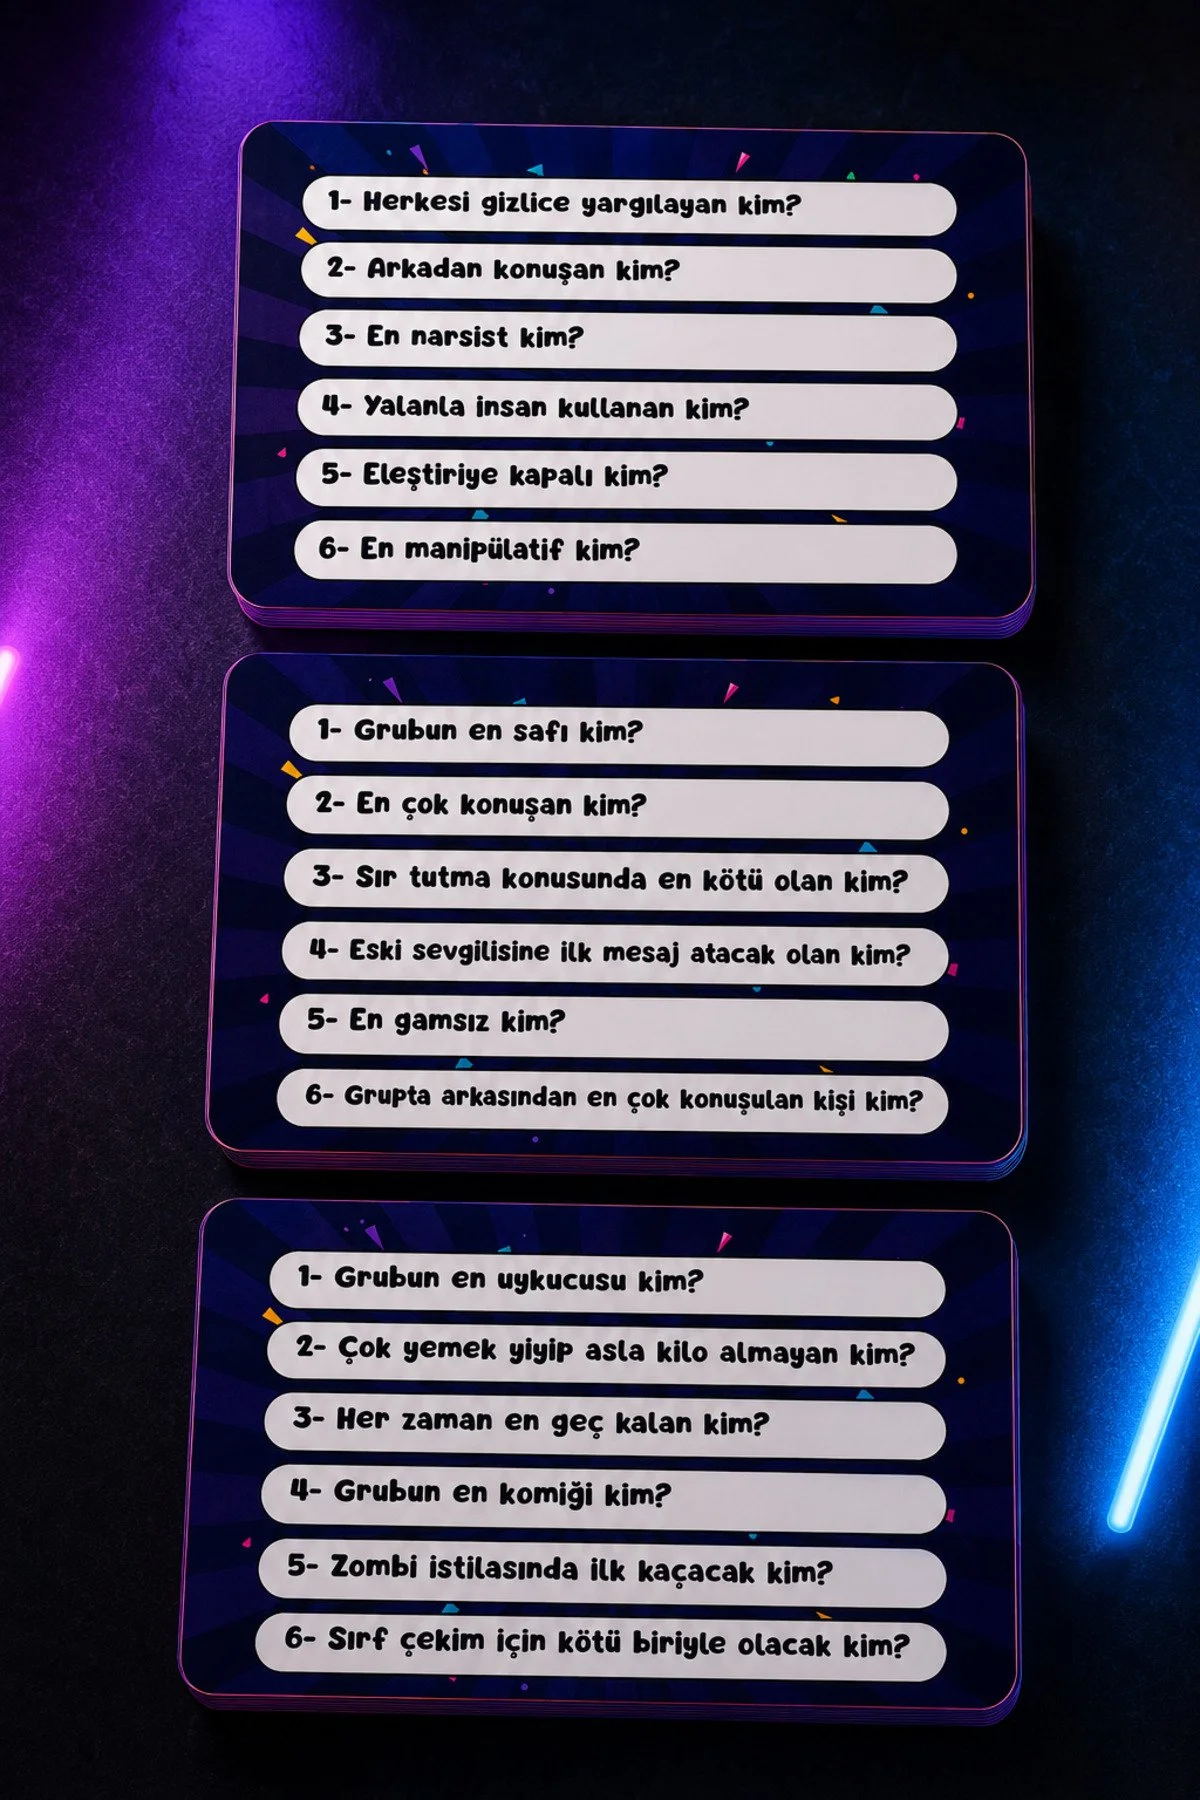 1- Herkesi gizlice yargılayan kim?
2- Arkadan konuşan kim?
3- En narsist kim?
4- Yalanla insan kullanan kim?
5- Eleştiriye kapalı kim?
6- En manipülatif kim?
1- Grubun en safı kim?
2- En çok konuşan kim?
3- Sır tutma konusunda en kötü olan kim?
4- Eski sevgilisine ilk mesaj atacak olan kim?
5- En gamsız kim?
6- Grupta arkasından en çok konuşulan kişi kim?
1- Grubun en uykucusu kim?
2- Çok yemek yiyip asla kilo almayan kim?
3- Her zaman en geç kalan kim?
4- Grubun en komiği kim?
5- Zombi istilasında ilk kaçacak kim?
6- Sırf çekim için kötü biriyle olacak kim?